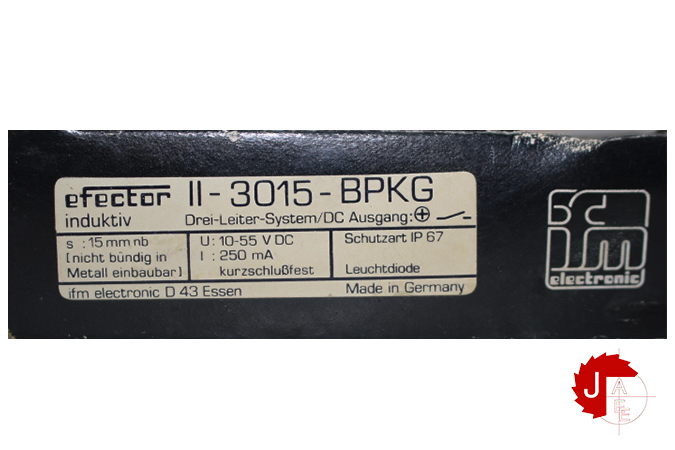 efector II-3015-BPKG
induktiv Drei-Leiter-System/DC Ausgang:
s : 15 mm nb
(nicht bündig in
Metall einbaubar)
U: 10-55 V DC
I : 250 mA
kurzschlußfest
Schutzart IP 67
Leuchtdiode
ifm electronic D 43 Essen Made in Germany
ifm
electronic
J
A
T
E
E